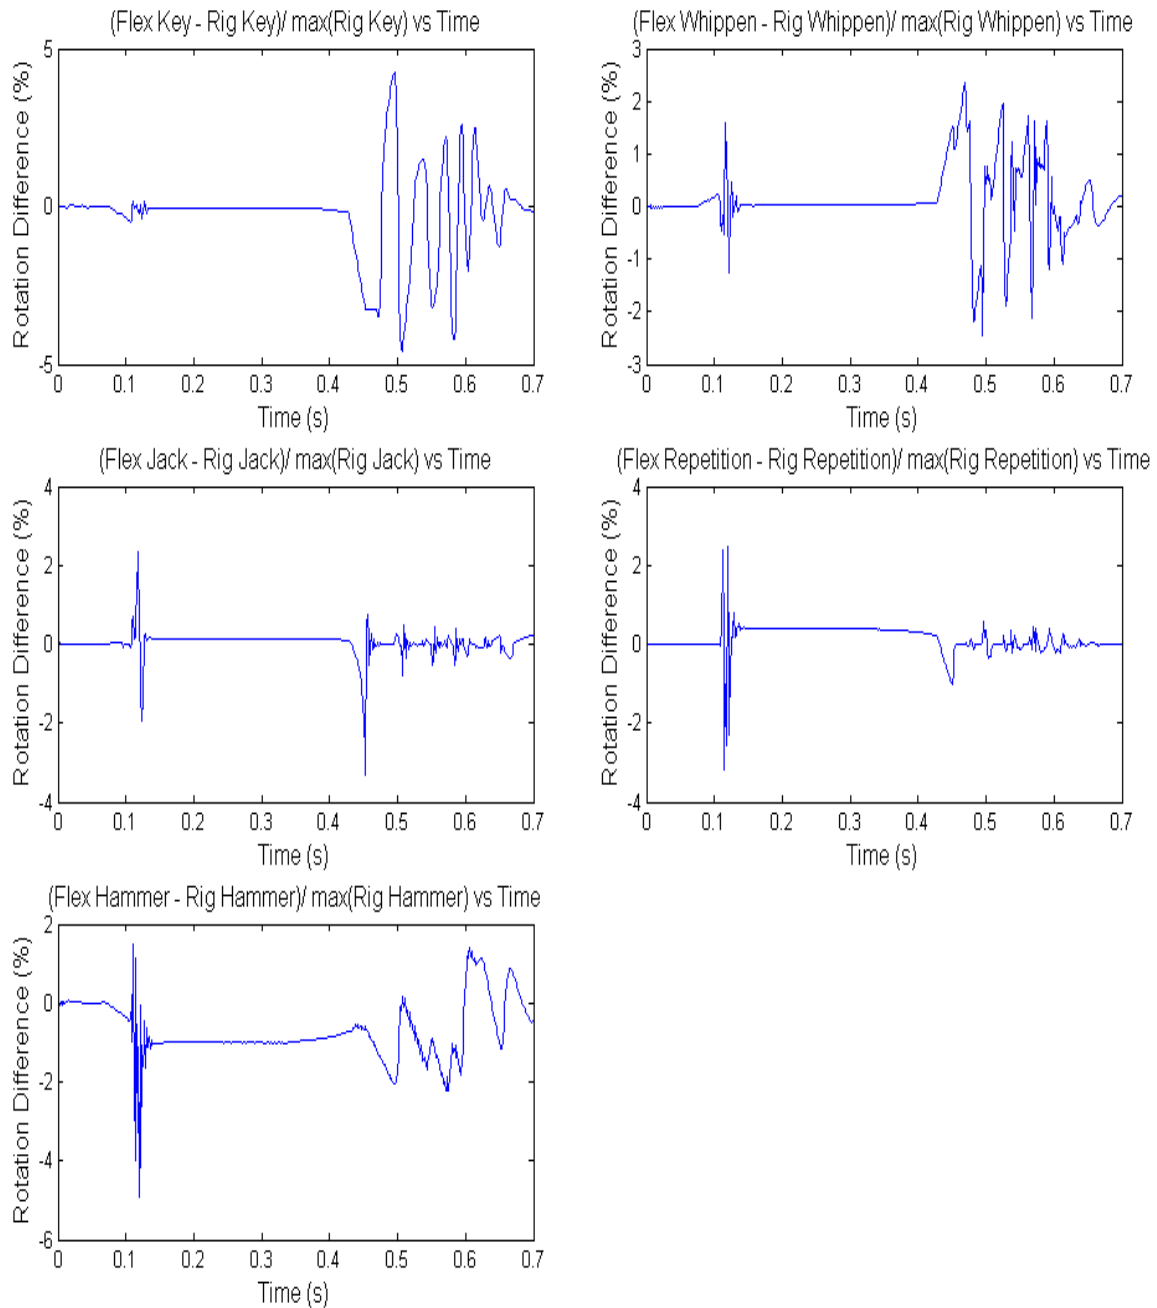 (Flex Key - Rig Key)/ max(Rig Key) vs Time
5
0
-5
Rotation Difference (%)
0 0.1 0.2 0.3 0.4 0.5 0.6 0.7
Time (s)
(Flex Whippen - Rig Whippen)/ max(Rig Whippen) vs Time
3
2
1
0
-1
-2
-3
Rotation Difference (%)
0 0.1 0.2 0.3 0.4 0.5 0.6 0.7
Time (s)
(Flex Jack - Rig Jack)/ max(Rig Jack) vs Time
4
2
0
-2
-4
Rotation Difference (%)
0 0.1 0.2 0.3 0.4 0.5 0.6 0.7
Time (s)
(Flex Repetition - Rig Repetition)/ max(Rig Repetition) vs Time
4
2
0
-2
-4
Rotation Difference (%)
0 0.1 0.2 0.3 0.4 0.5 0.6 0.7
Time (s)
(Flex Hammer - Rig Hammer)/ max(Rig Hammer) vs Time
2
0
-2
-4
-6
Rotation Difference (%)
0 0.1 0.2 0.3 0.4 0.5 0.6 0.7
Time (s)